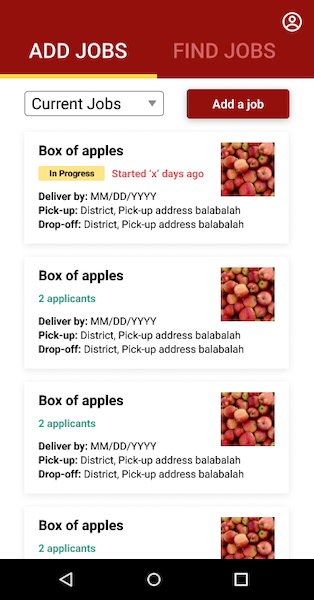 ADD JOBS FIND JOBS
Current Jobs Add a job
Box of apples
In Progress Started 'x' days ago
Deliver by: MM/DD/YYYY
Pick-up: District, Pick-up address balabalah
Drop-off: District, Pick-up address balabalah
Box of apples
2 applicants
Deliver by: MM/DD/YYYY
Pick-up: District, Pick-up address balabalah
Drop-off: District, Pick-up address balabalah
Box of apples
2 applicants
Deliver by: MM/DD/YYYY
Pick-up: District, Pick-up address balabalah
Drop-off: District, Pick-up address balabalah
Box of apples
2 applicants